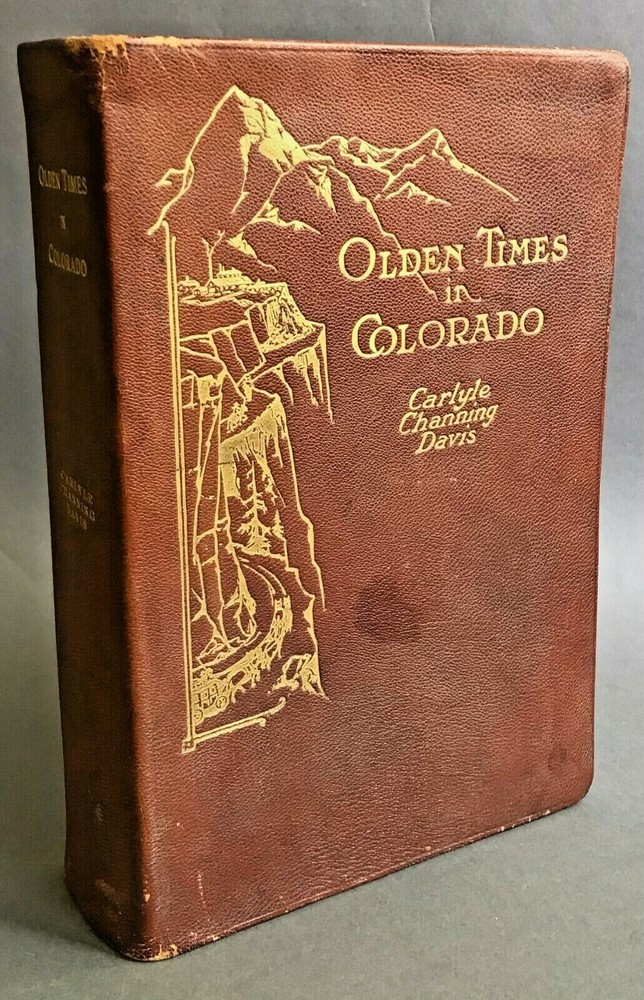 OLDEN TIMES
in
COLORADO
Carlyle
Channing
Davis
OLDEN TIMES
IN
COLORADO
CARLYLE
CHANNING
DAVIS